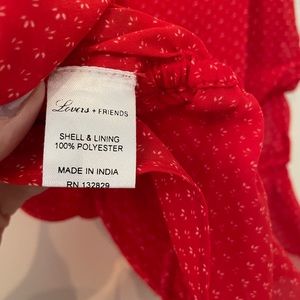 Lovers + FRIENDS
SHELL & LINING
100% POLYESTER
MADE IN INDIA
RN 132829